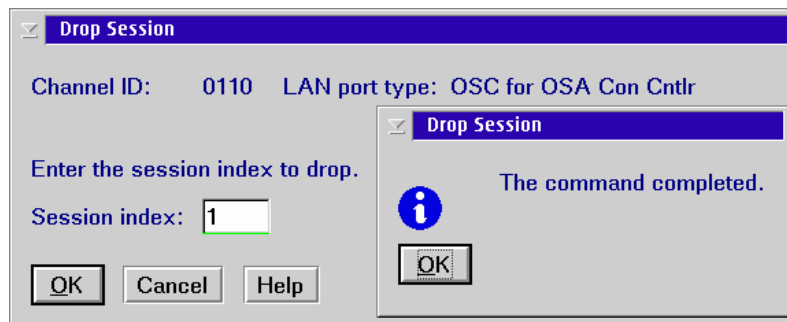 Drop Session
Channel ID: 0110 LAN port type: OSC for OSA Con Cntlr
Enter the session index to drop.
Session index: 1
OK Cancel Help
Drop Session
The command completed.
OK